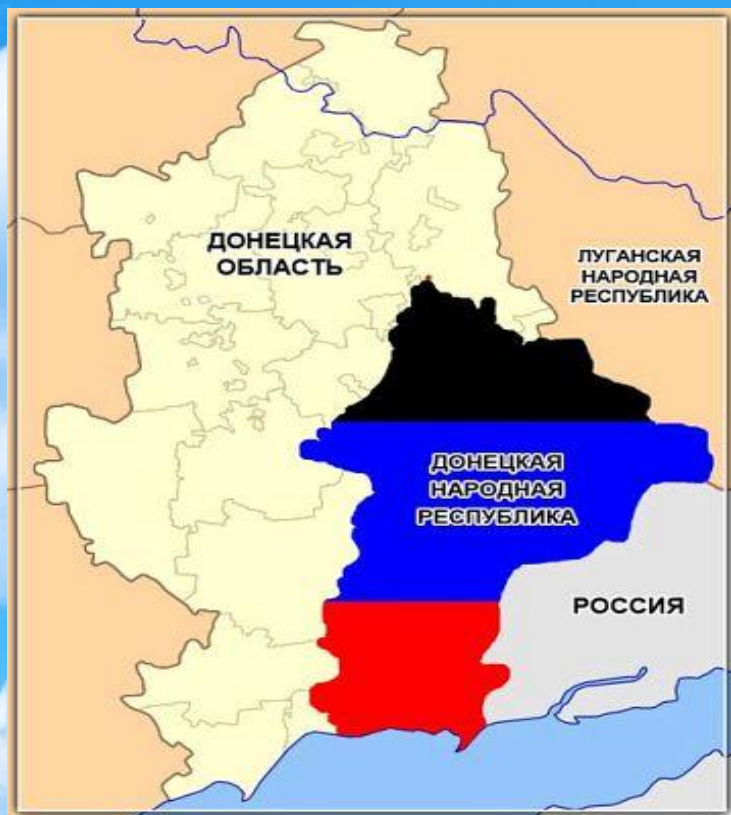 ДОНЕЦКАЯ
ОБЛАСТЬ
ЛУГАНСКАЯ
НАРОДНАЯ
РЕСПУБЛИКА
ДОНЕЦКАЯ
НАРОДНАЯ
РЕСПУБЛИКА
РОССИЯ